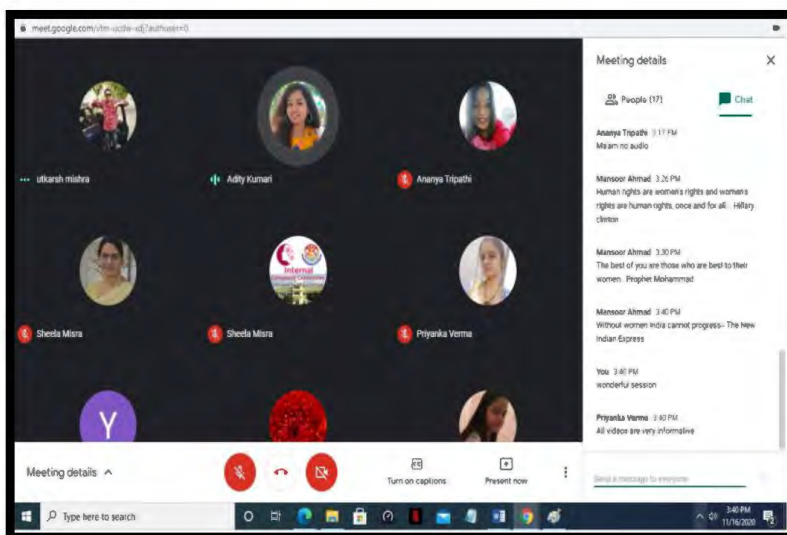 meet.google.com/
Meeting details
People (17)
Chat
Ananya Tripathi 3:17 PM
Ma'am no audio
Mansoor Ahmad 3:26 PM
Human rights are women's rights and women's
rights are human rights, once and for all. Hillary
clinton
Mansoor Ahmad 3:30 PM
The best of you are those who are best to their
women. Prophet Mohammad
Mansoor Ahmad 3:40 PM
Without women India cannot progress-- The New
Indian Express
You 3:40 PM
wonderful session
Priyanka Verma 3:40 PM
All videos are very informative
Send a message to everyone
utkarsh mishra
Adity Kumari
Ananya Tripathi
Internal
Sheela Misra
Sheela Misra
Priyanka Verma
Y
Meeting details
Turn on captions
Present now
Type here to search
3:40 PM
11/16/2020